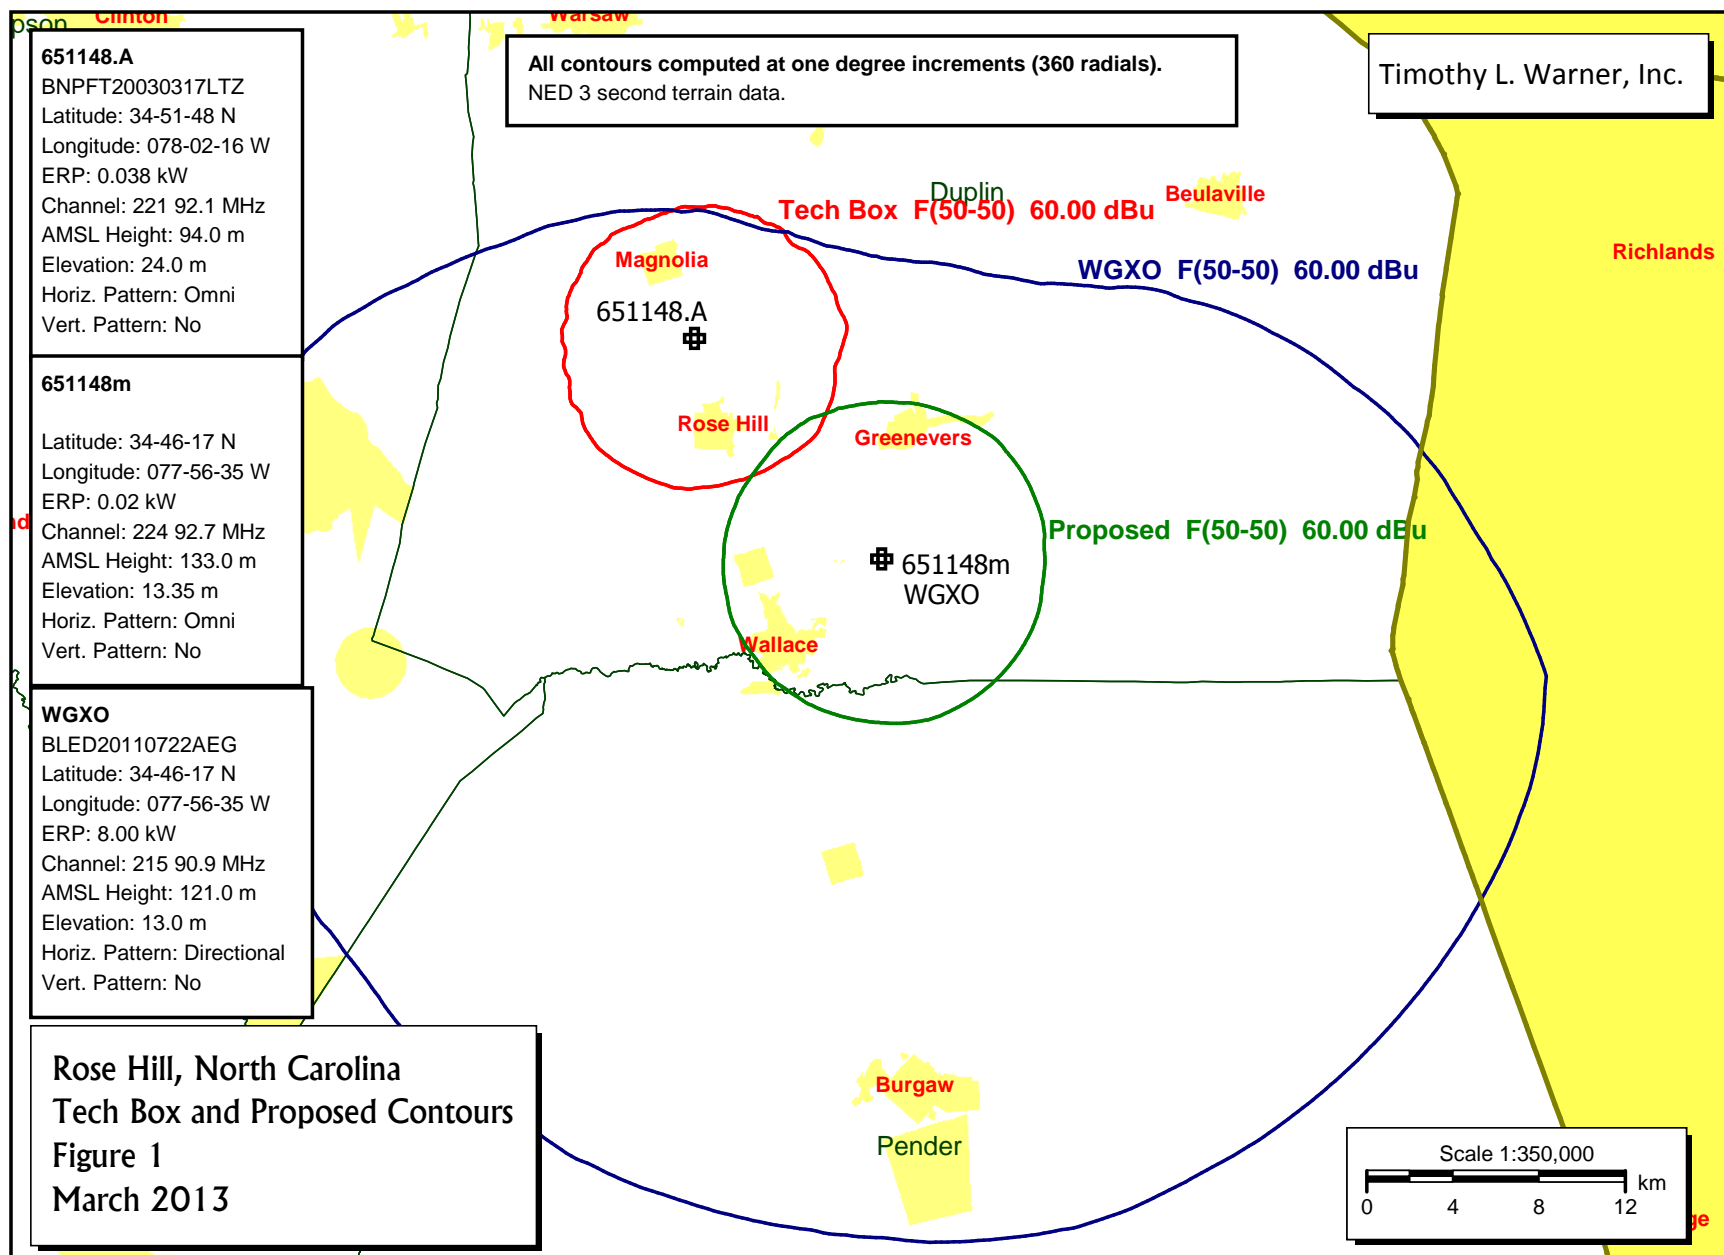 Clinton
Warsaw
pson
651148.A
BNPFT20030317LTZ
Latitude: 34-51-48 N
Longitude: 078-02-16 W
ERP: 0.038 kW
Channel: 221 92.1 MHz
AMSL Height: 94.0 m
Elevation: 24.0 m
Horiz. Pattern: Omni
Vert. Pattern: No
651148m
Latitude: 34-46-17 N
Longitude: 077-56-35 W
ERP: 0.02 kW
Channel: 224 92.7 MHz
AMSL Height: 133.0 m
Elevation: 13.35 m
Horiz. Pattern: Omni
Vert. Pattern: No
WGXO
BLED20110722AEG
Latitude: 34-46-17 N
Longitude: 077-56-35 W
ERP: 8.00 kW
Channel: 215 90.9 MHz
AMSL Height: 121.0 m
Elevation: 13.0 m
Horiz. Pattern: Directional
Vert. Pattern: No
All contours computed at one degree increments (360 radials).
NED 3 second terrain data.
Timothy L. Warner, Inc.
Duplin
Beulaville
Tech Box F(50-50) 60.00 dBu
Richlands
Magnolia
WGXO F(50-50) 60.00 dBu
651148.A
Rose Hill
Greenevers
nd
Proposed F(50-50) 60.00 dBu
651148m
WGXO
Wallace
Burgaw
Pender
Rose Hill, North Carolina
Tech Box and Proposed Contours
Figure 1
March 2013
Scale 1:350,000
km
0 4 8 12
ge